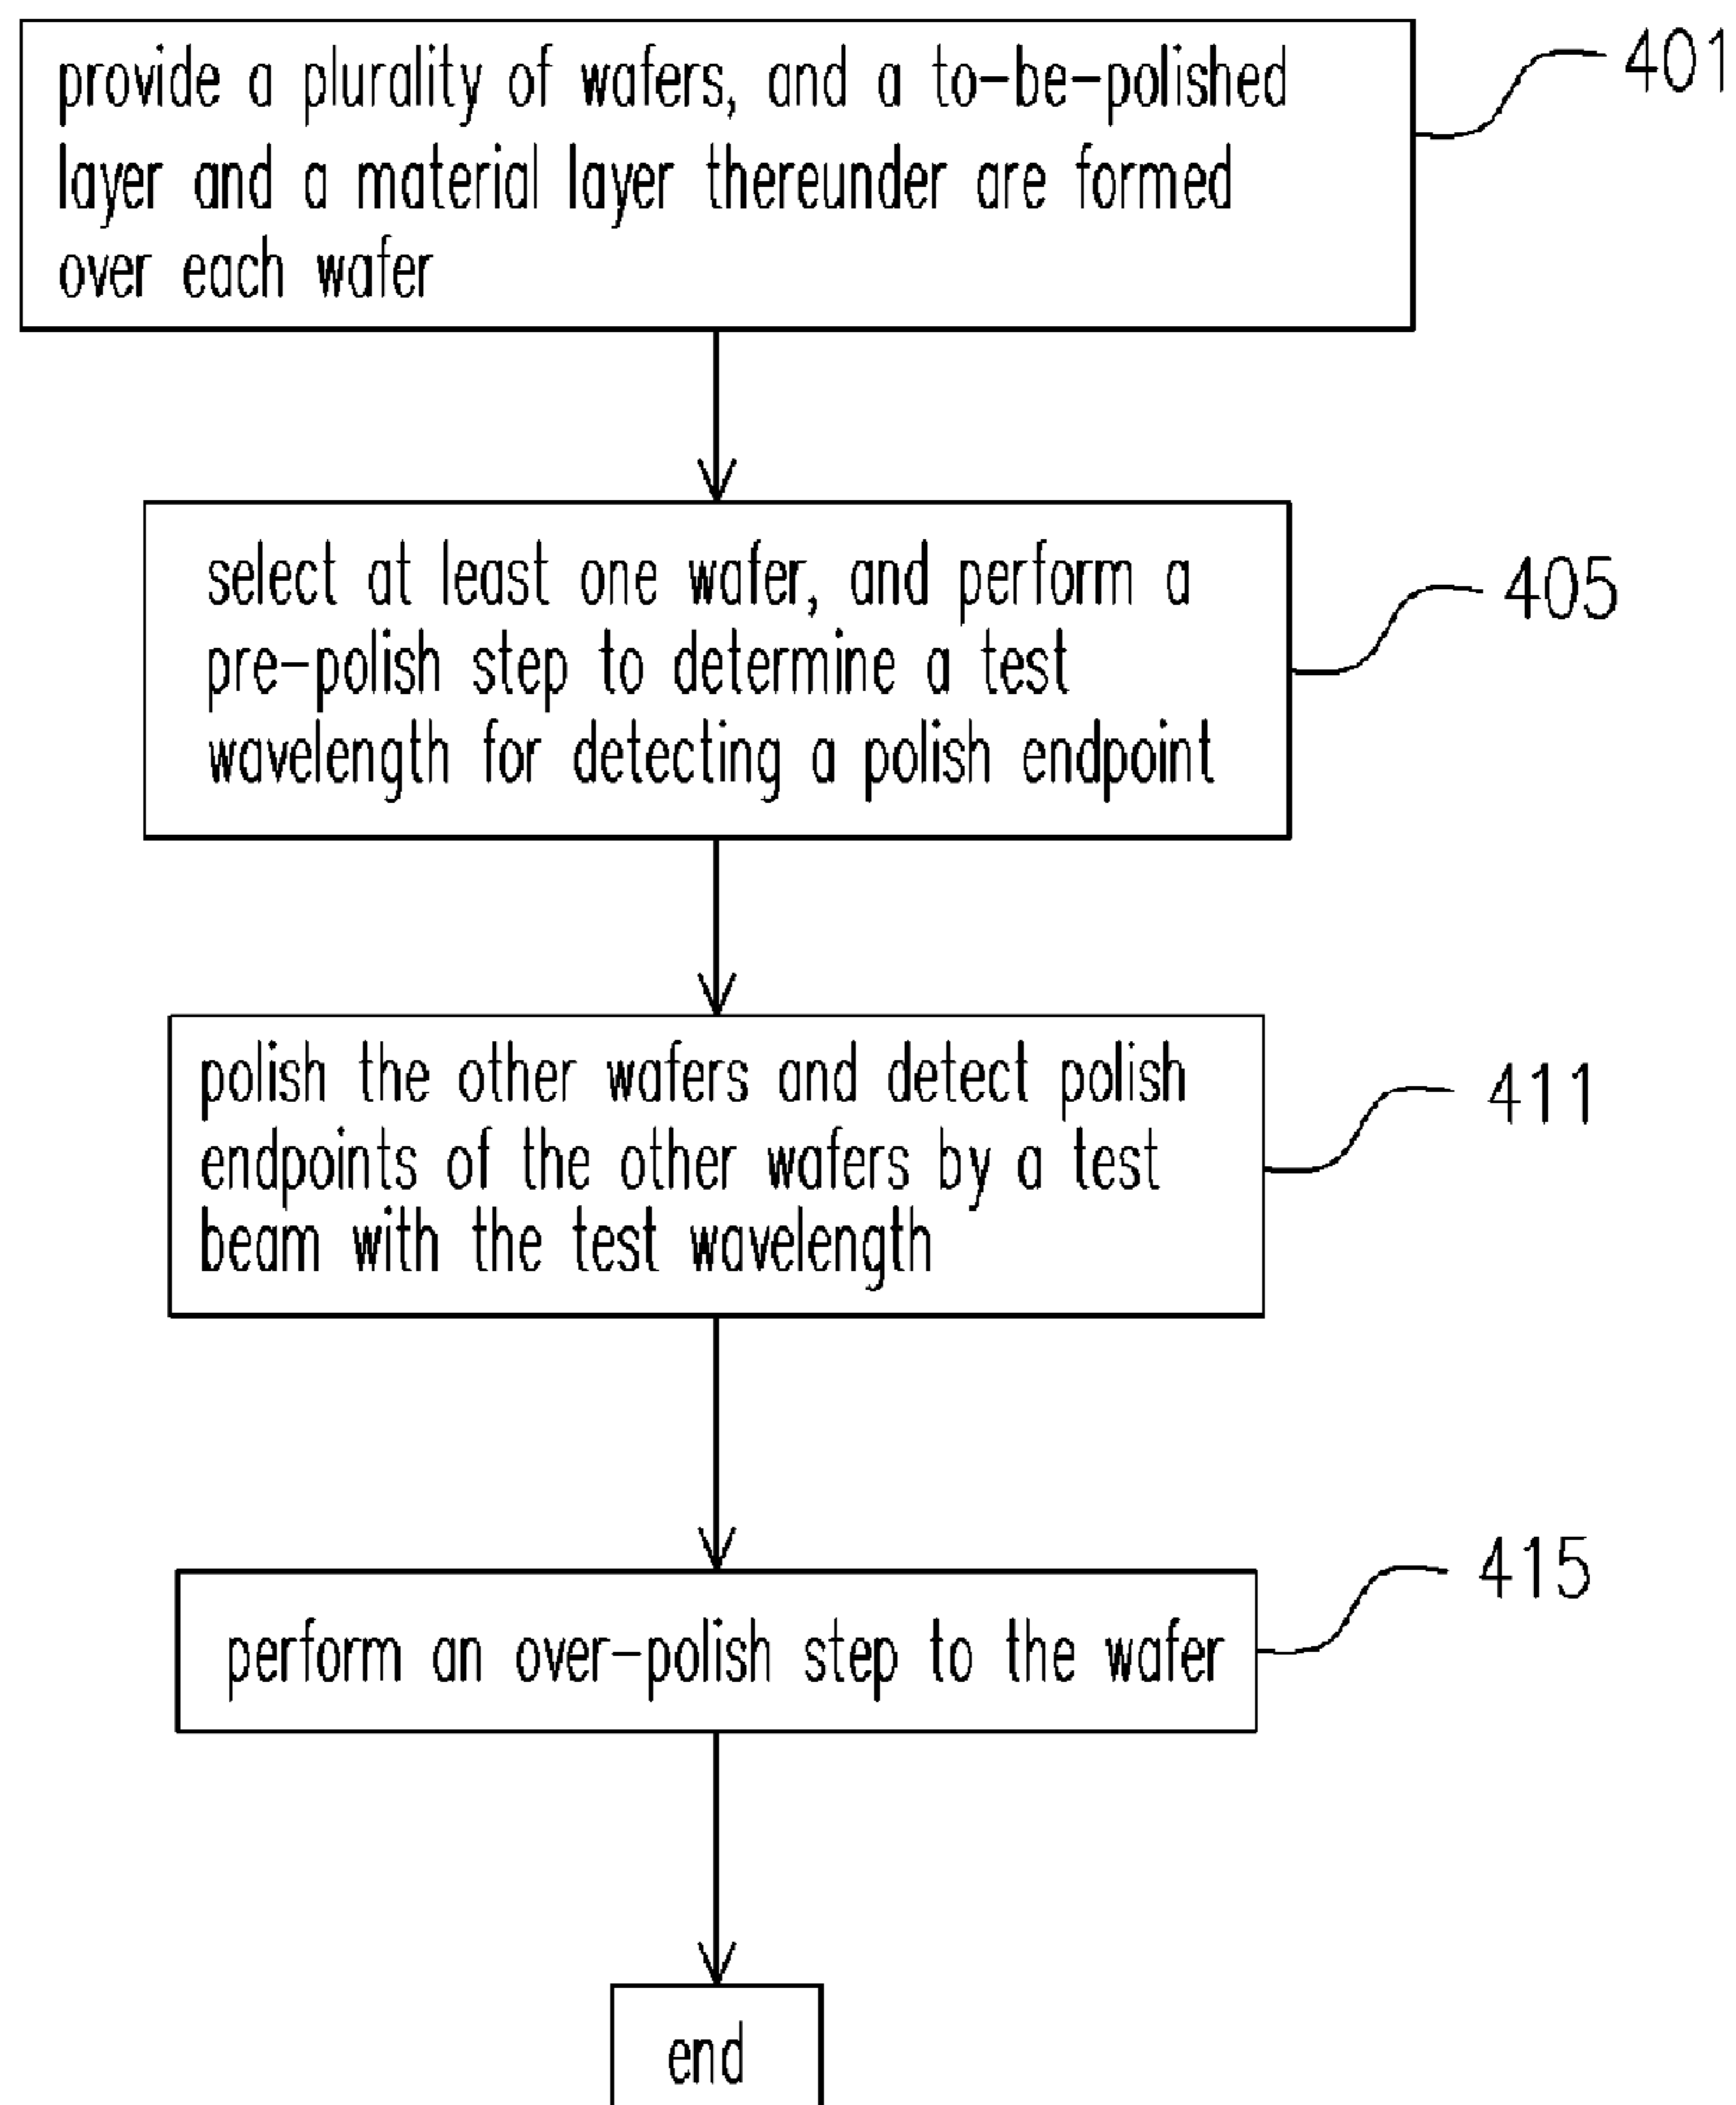 provide a plurality of wafers, and a to-be-polished
layer and a material layer thereunder are formed
over each wafer
401
select at least one wafer, and perform a
pre-polish step to determine a test
wavelength for detecting a polish endpoint
405
polish the other wafers and detect polish
endpoints of the other wafers by a test
beam with the test wavelength
411
perform an over-polish step to the wafer
415
end